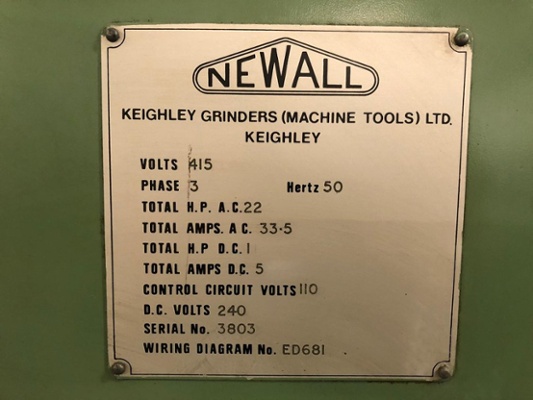 NEWALL
KEIGHLEY GRINDERS (MACHINE TOOLS) LTD.
KEIGHLEY
VOLTS 415
PHASE 3 Hertz 50
TOTAL H.P. A.C. 22
TOTAL AMPS. A C. 33·5
TOTAL H.P D.C. 1
TOTAL AMPS D.C. 5
CONTROL CIRCUIT VOLTS 110
D.C. VOLTS 240
SERIAL No. 3803
WIRING DIAGRAM No. ED681